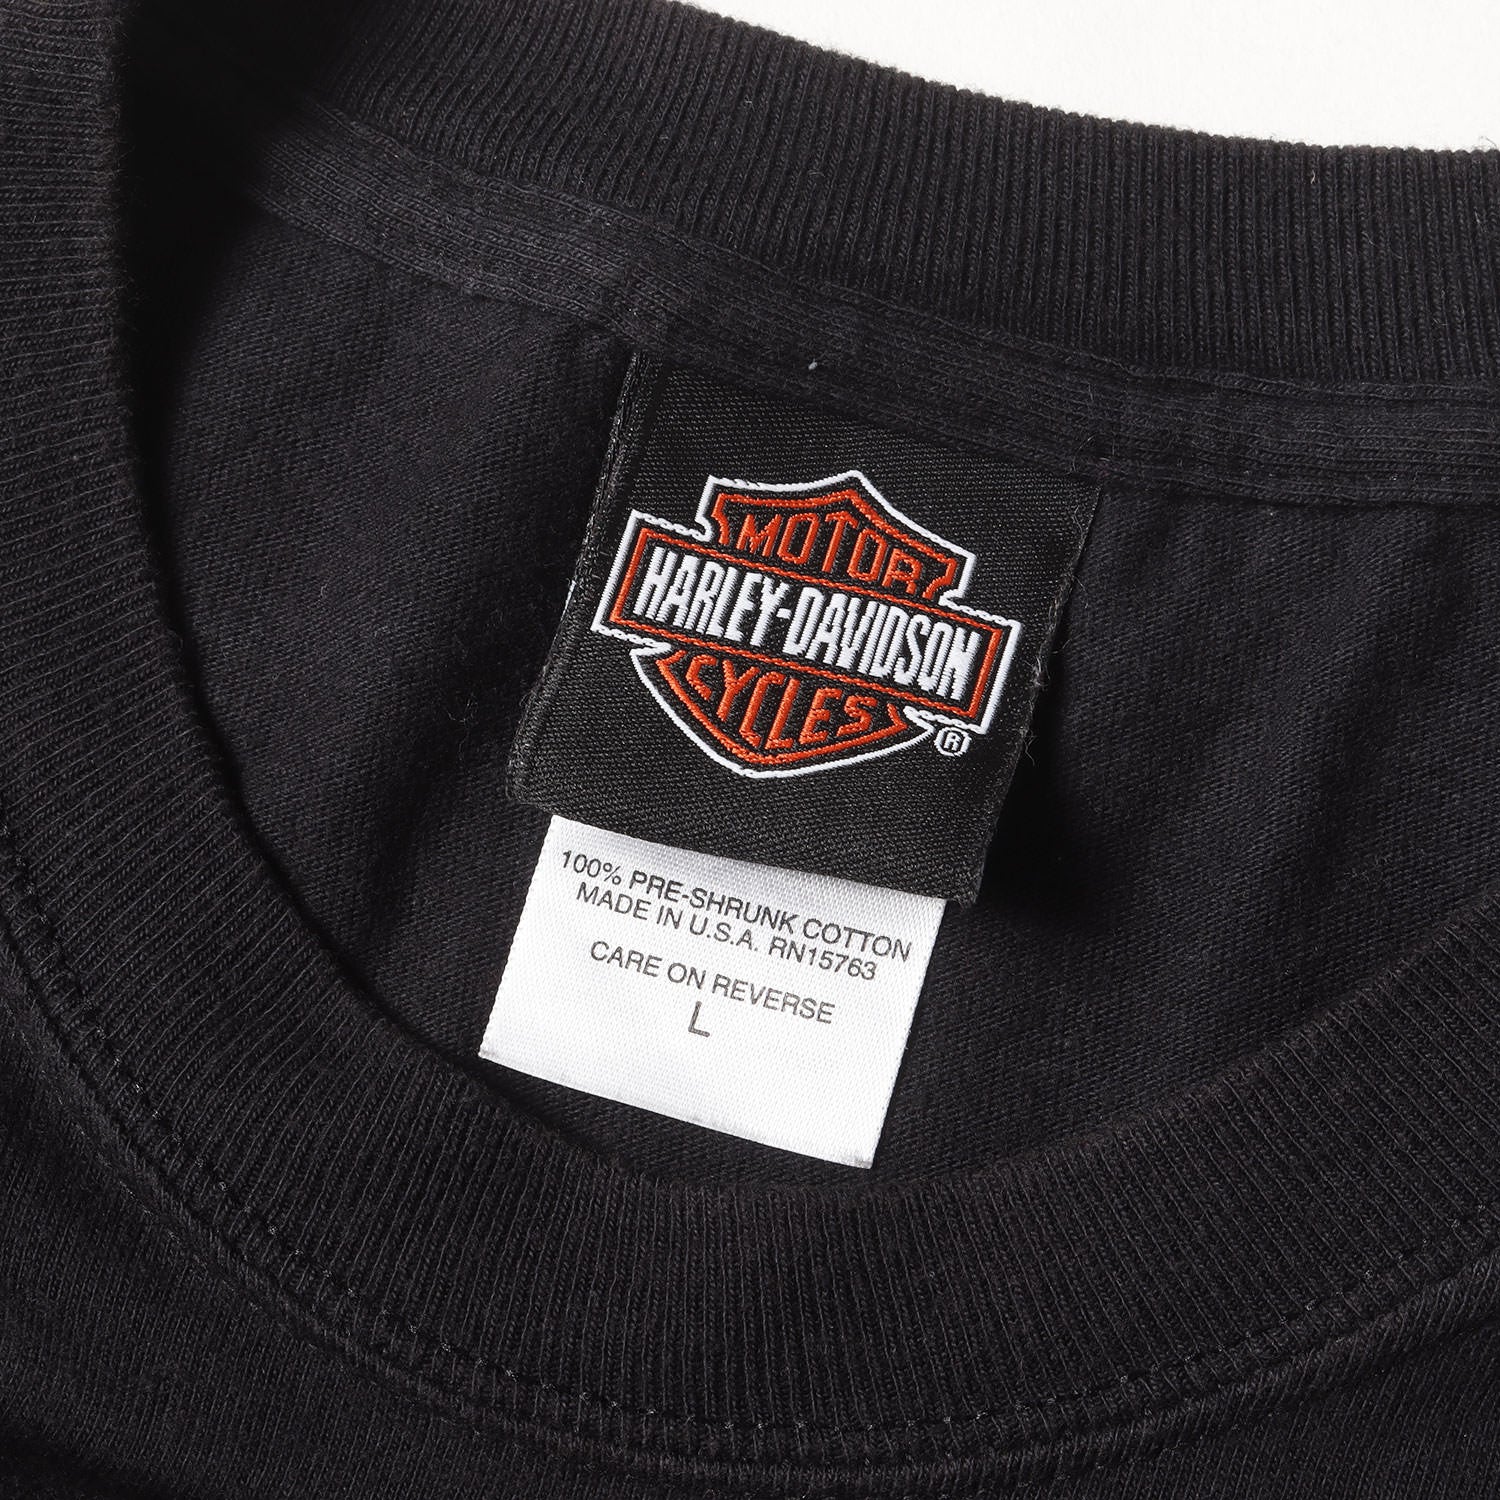 MOTOR
HARLEY-DAVIDSON
CYCLES
®
100% PRE-SHRUNK COTTON
MADE IN U.S.A. RN15763
CARE ON REVERSE
L